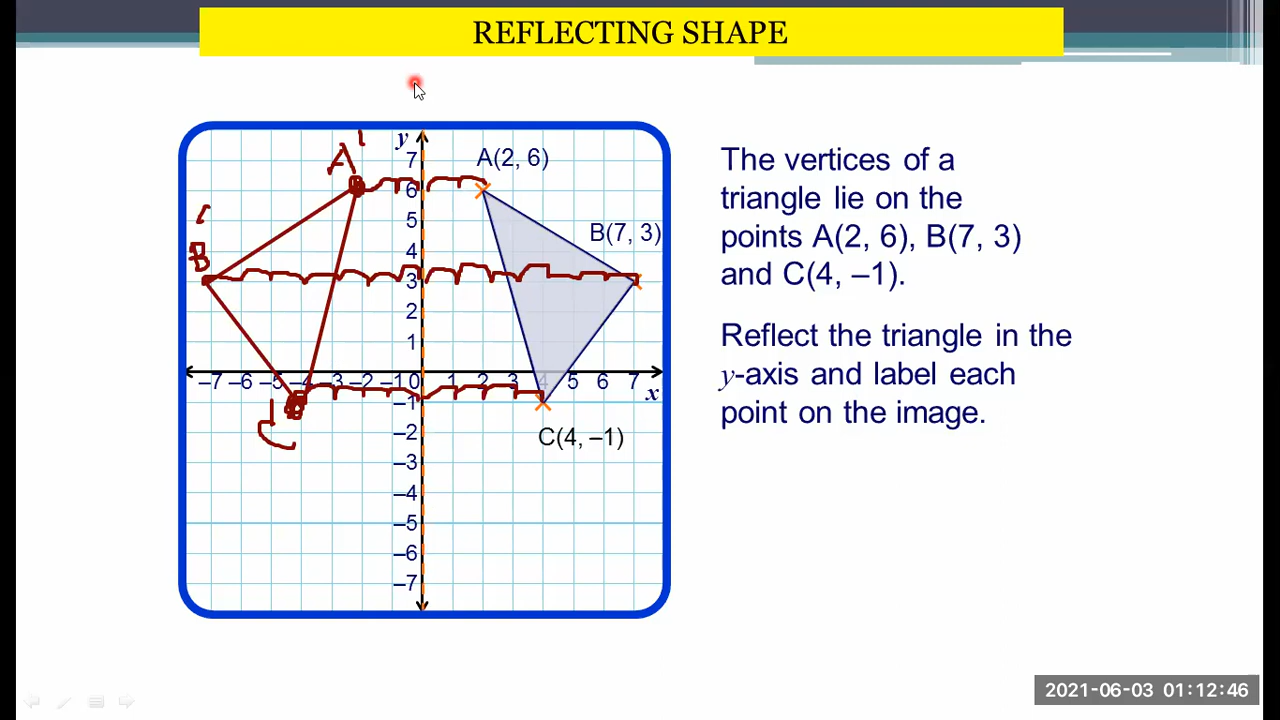 REFLECTING SHAPE
A'
y
7
A(2, 6)
6
B'
5
B(7, 3)
4
3
2
1
–7 –6 –5 –4 –3 –2 –1 0 1 2 3 4 5 6 7
x
–1
C'
–2
C(4, –1)
–3
–4
–5
–6
–7
The vertices of a
triangle lie on the
points A(2, 6), B(7, 3)
and C(4, –1).
Reflect the triangle in the
y-axis and label each
point on the image.
2021-06-03 01:12:46